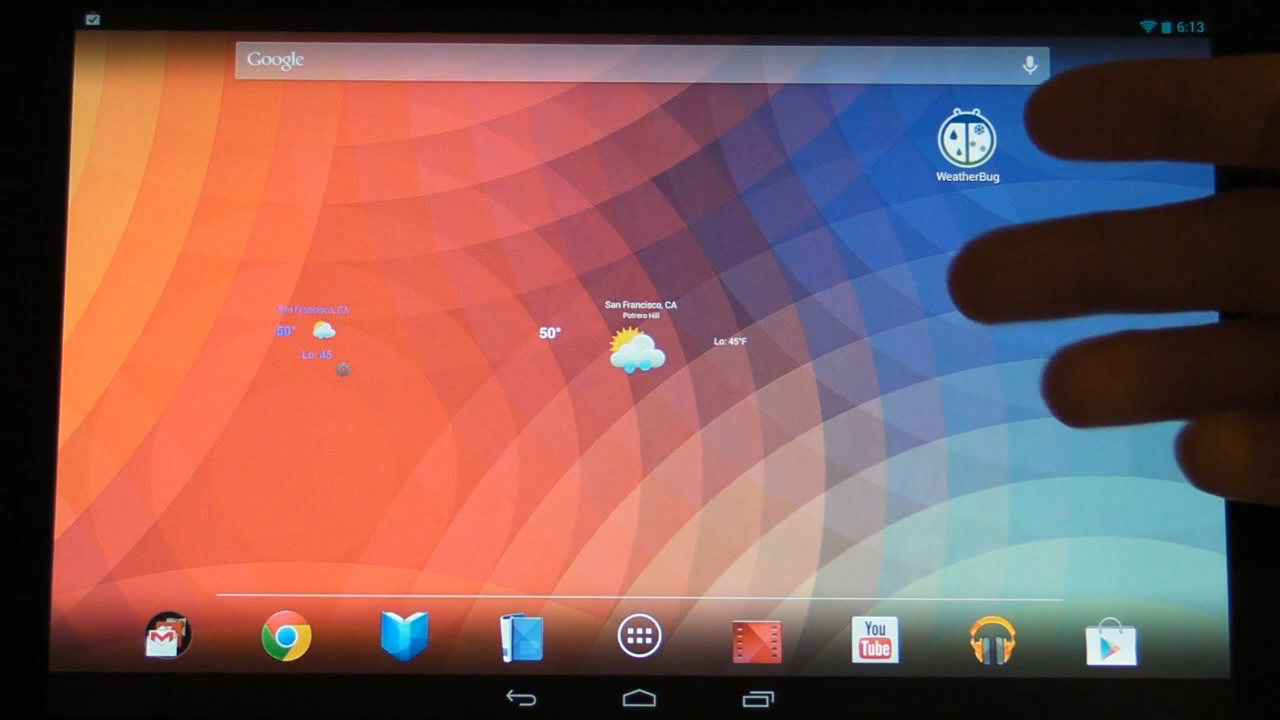 6:13
Google
WeatherBug
San Francisco, CA
50°
Lo: 45
San Francisco, CA
Potrero Hill
50°
Lo: 45°F
You
Tube